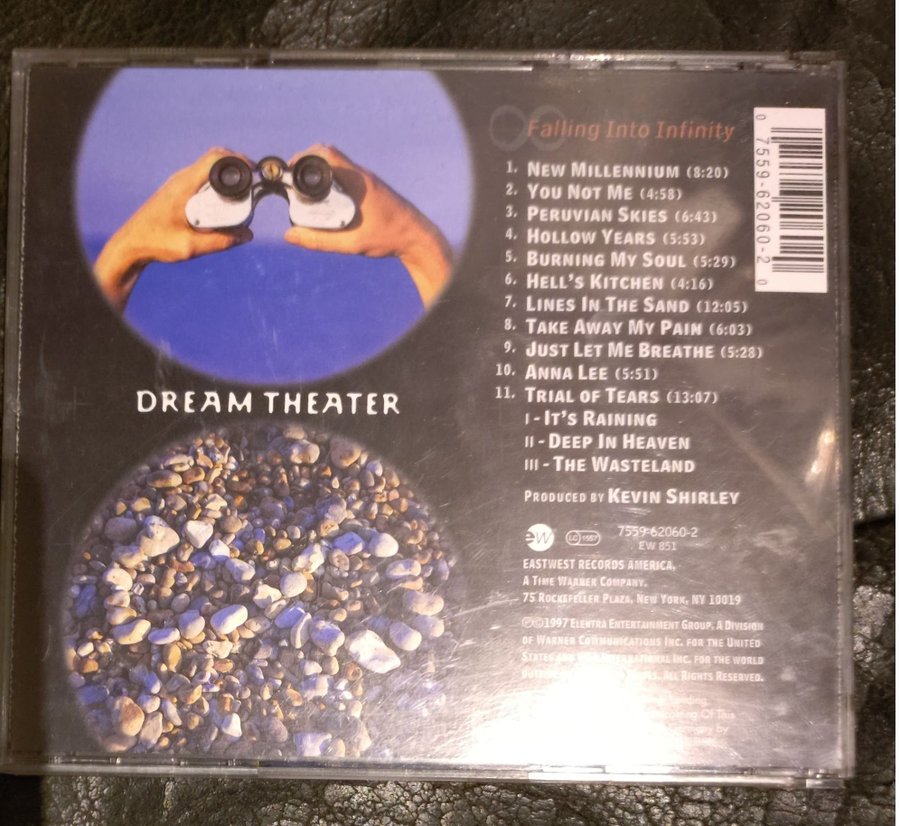 Falling Into Infinity
1. NEW MILLENNIUM (8:20)
2. YOU NOT ME (4:58)
3. PERUVIAN SKIES (6:43)
4. HOLLOW YEARS (5:53)
5. BURNING MY SOUL (5:29)
6. HELL'S KITCHEN (4:16)
7. LINES IN THE SAND (12:05)
8. TAKE AWAY MY PAIN (6:03)
9. JUST LET ME BREATHE (5:28)
10. ANNA LEE (5:51)
11. TRIAL OF TEARS (13:07)
I - IT'S RAINING
II - DEEP IN HEAVEN
III - THE WASTELAND
PRODUCED BY KEVIN SHIRLEY
DREAM THEATER
0 7559-62060-2 0
ew LC 1557 7559-62060-2
EW 851
EASTWEST RECORDS AMERICA,
A TIME WARNER COMPANY,
75 ROCKEFELLER PLAZA, NEW YORK, NY 10019
℗©1997 ELEKTRA ENTERTAINMENT GROUP, A DIVISION
OF WARNER COMMUNICATIONS INC. FOR THE UNITED
STATES AND INTERNATIONAL INC. FOR THE WORLD
ALL RIGHTS RESERVED.
Of This
by